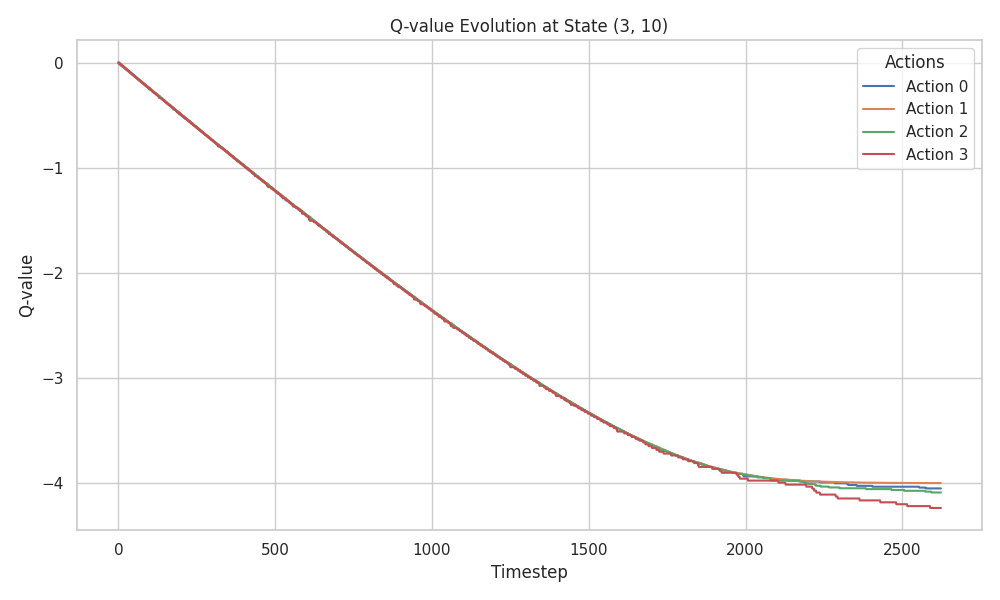 Q-value Evolution at State (3, 10)
Actions
Action 0
Action 1
Action 2
Action 3
Q-value
0
−1
−2
−3
−4
0
500
1000
1500
2000
2500
Timestep